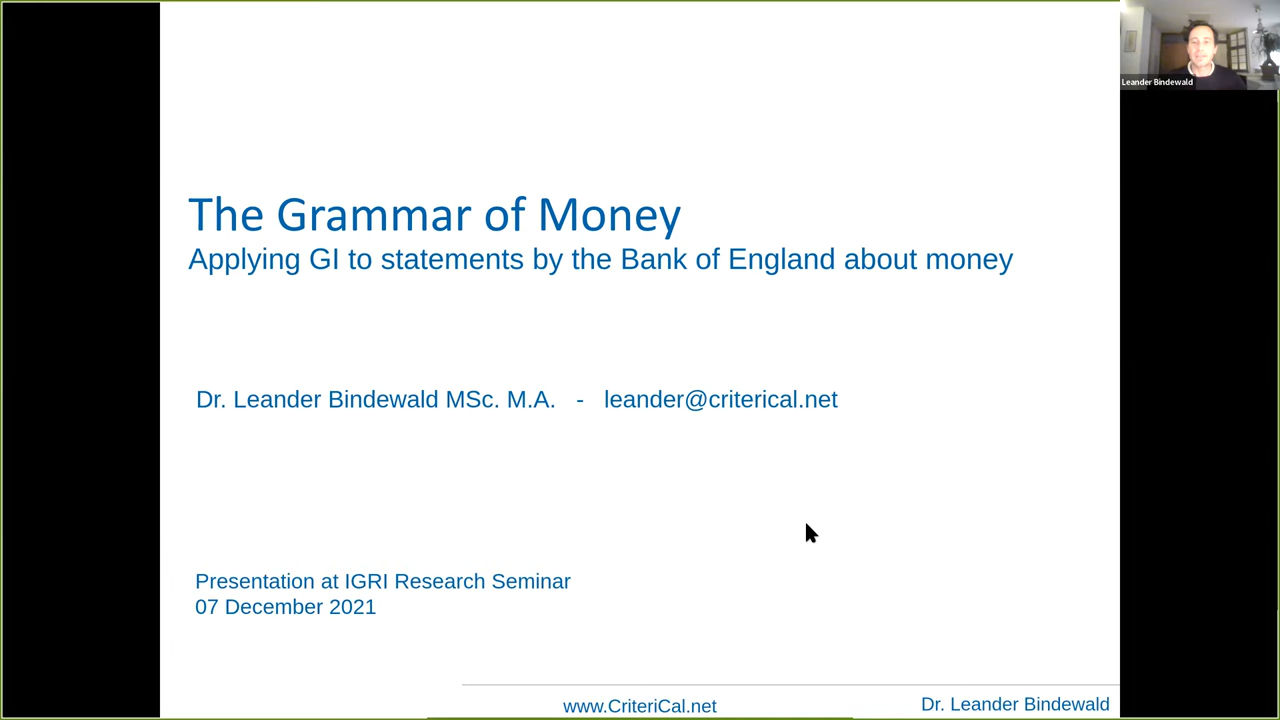 Leander Bindewald
The Grammar of Money
Applying GI to statements by the Bank of England about money
Dr. Leander Bindewald MSc. M.A. - leander@criterical.net
Presentation at IGRI Research Seminar
07 December 2021
www.CriteriCal.net
Dr. Leander Bindewald